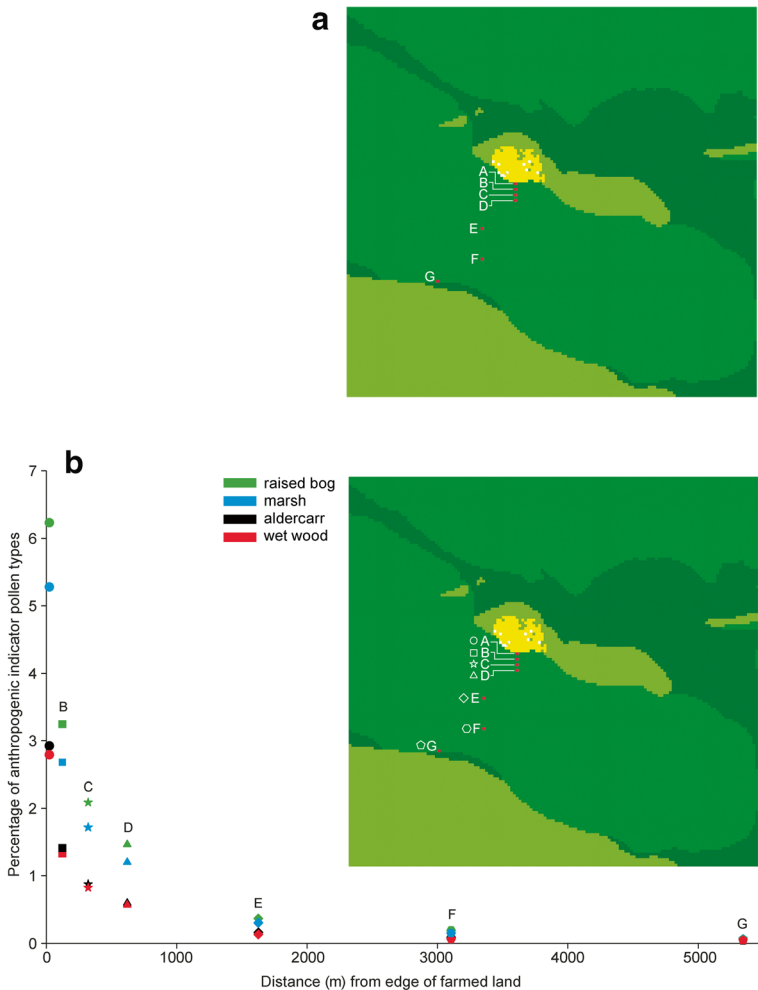 a
A
B
C
D
E
F
G
b
7
6
5
4
3
2
1
0
Percentage of anthropogenic indicator pollen types
raised bog
marsh
aldercarr
wet wood
B
C
D
E
F
G
A
B
C
D
E
F
G
0 1000 2000 3000 4000 5000
Distance (m) from edge of farmed land